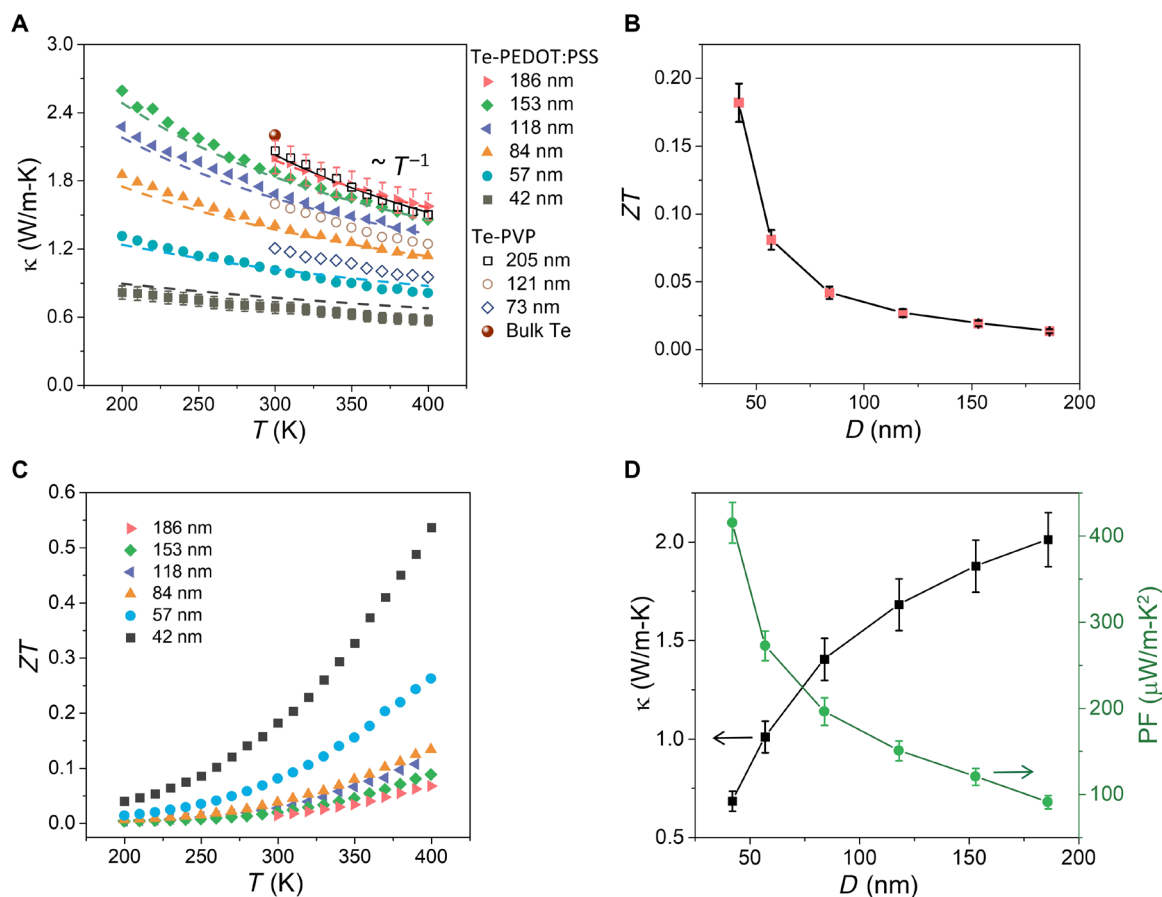 A
κ (W/m-K)
3.0
2.4
1.8
1.2
0.6
0.0
200
250
300
350
400
T (K)
~ T⁻¹
Te-PEDOT:PSS
186 nm
153 nm
118 nm
84 nm
57 nm
42 nm
Te-PVP
205 nm
121 nm
73 nm
Bulk Te
B
ZT
0.20
0.15
0.10
0.05
0.00
50
100
150
200
D (nm)
C
ZT
0.6
0.5
0.4
0.3
0.2
0.1
0.0
186 nm
153 nm
118 nm
84 nm
57 nm
42 nm
200
250
300
350
400
T (K)
D
κ (W/m-K)
2.0
1.5
1.0
0.5
50
100
150
200
D (nm)
400
300
200
100
PF (μW/m-K²)